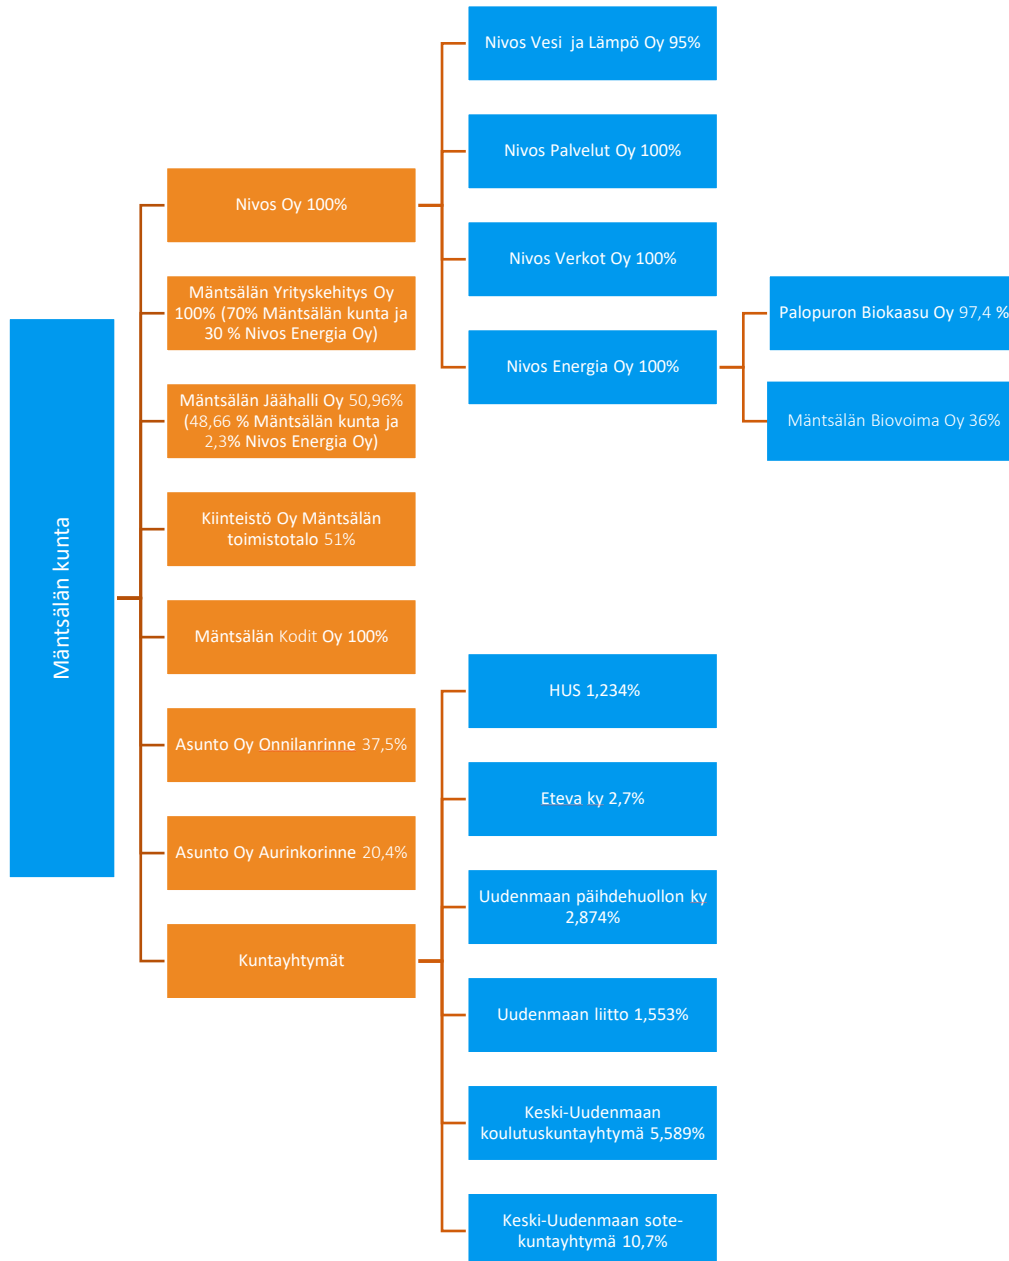 Mäntsälän kunta
Nivos Oy 100%
Mäntsälän Yrityskehitys Oy
100% (70% Mäntsälän kunta ja
30 % Nivos Energia Oy)
Mäntsälän Jäähalli Oy 50,96%
(48,66 % Mäntsälän kunta ja
2,3% Nivos Energia Oy)
Kiinteistö Oy Mäntsälän
toimistotalo 51%
Mäntsälän Kodit Oy 100%
Asunto Oy Onnilanrinne 37,5%
Asunto Oy Aurinkorinne 20,4%
Kuntayhtymät
Nivos Vesi ja Lämpö Oy 95%
Nivos Palvelut Oy 100%
Nivos Verkot Oy 100%
Nivos Energia Oy 100%
Palopuron Biokaasu Oy 97,4 %
Mäntsälän Biovoima Oy 36%
HUS 1,234%
Eteva ky 2,7%
Uudenmaan päihdehuollon ky
2,874%
Uudenmaan liitto 1,553%
Keski-Uudenmaan
koulutuskuntayhtymä 5,589%
Keski-Uudenmaan sote-
kuntayhtymä 10,7%